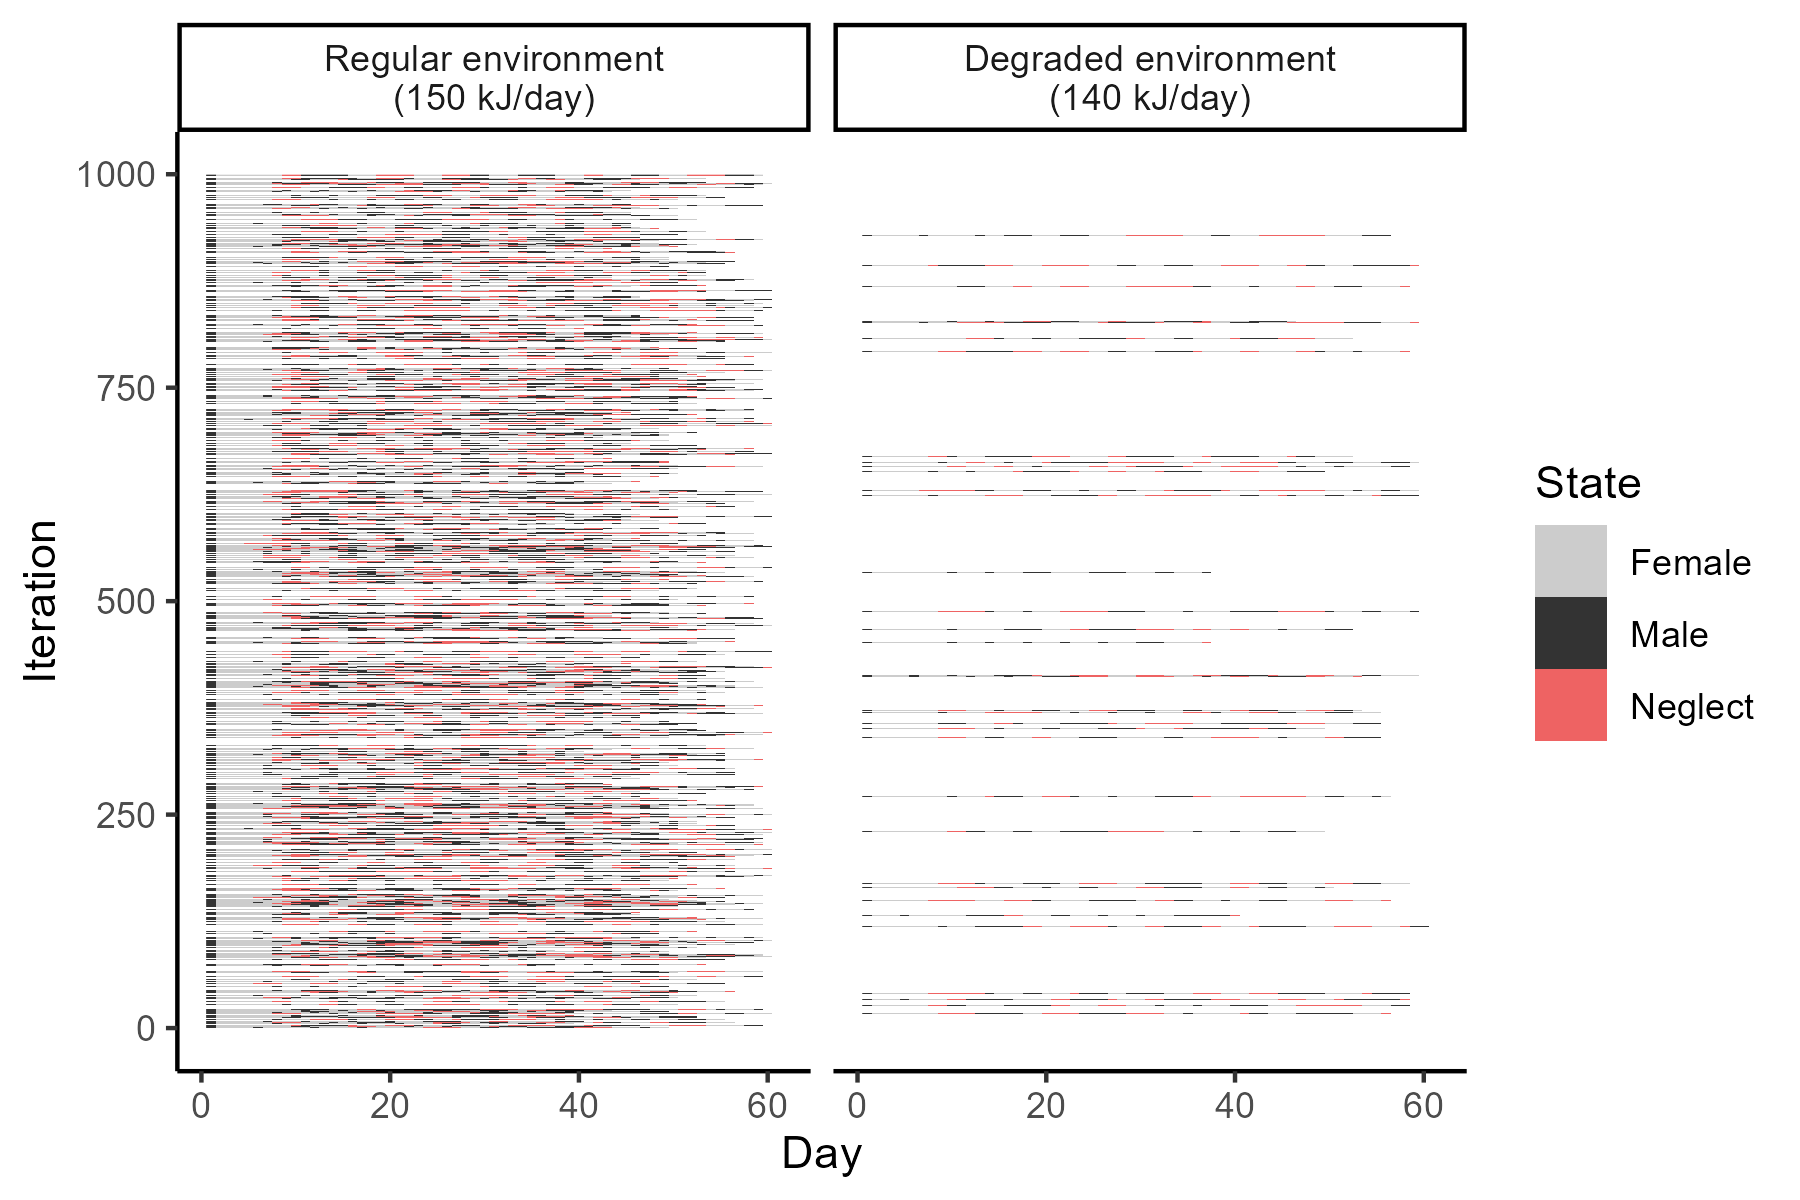 Regular environment
(150 kJ/day)
Degraded environment
(140 kJ/day)
Iteration
1000
750
500
250
0
0 20 40 60
0 20 40 60
Day
State
Female
Male
Neglect